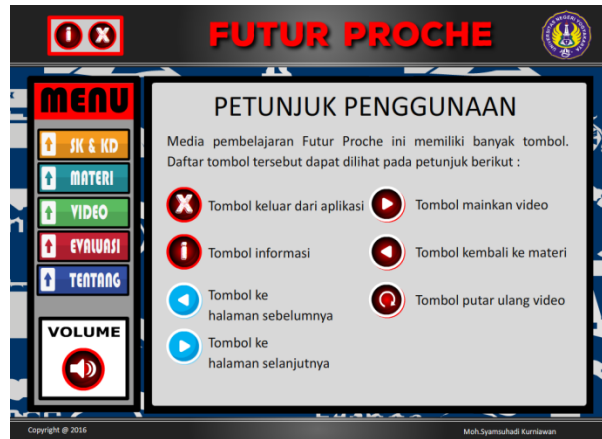 FUTUR PROCHE
MENU
SK & KD
MATERI
VIDEO
EVALUASI
TENTANG
VOLUME
PETUNJUK PENGGUNAAN
Media pembelajaran Futur Proche ini memiliki banyak tombol.
Daftar tombol tersebut dapat dilihat pada petunjuk berikut :
Tombol keluar dari aplikasi
Tombol mainkan video
Tombol informasi
Tombol kembali ke materi
Tombol ke
halaman sebelumnya
Tombol putar ulang video
Tombol ke
halaman selanjutnya
Copyright @ 2016
Moh.Syamsuhadi Kurniawan